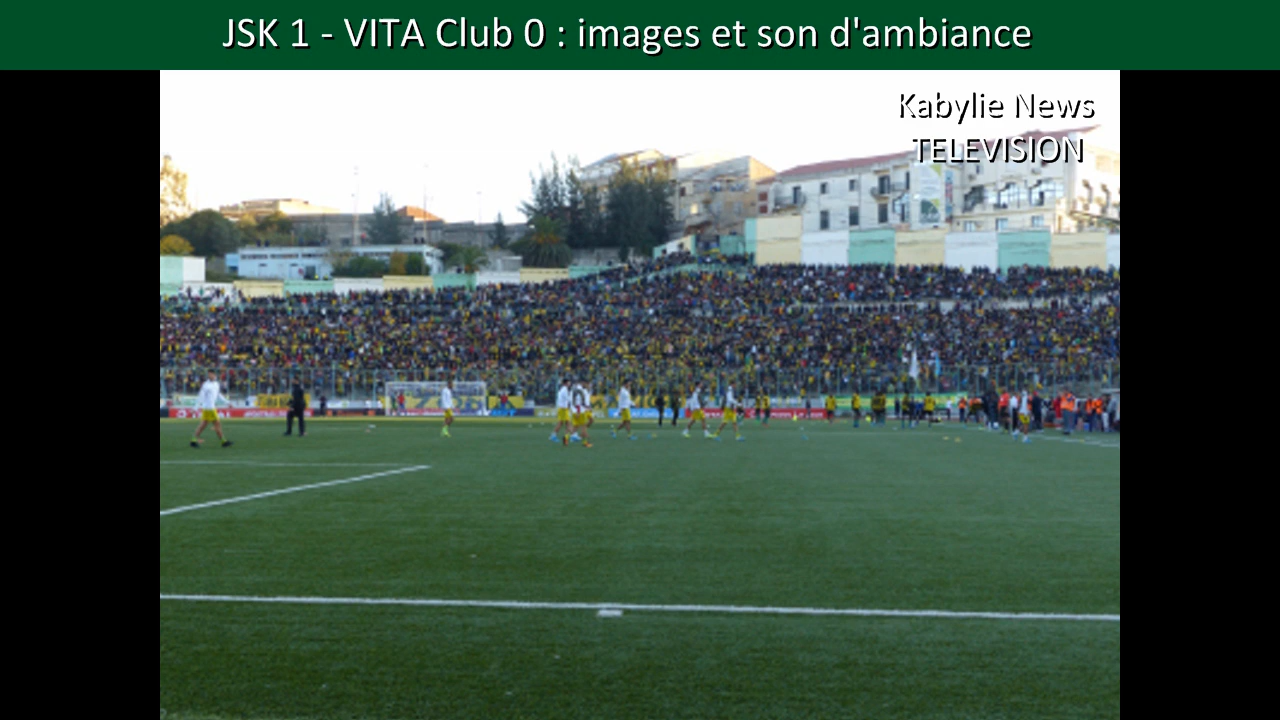 JSK 1 - VITA Club 0 : images et son d'ambiance
Kabylie News
TELEVISION